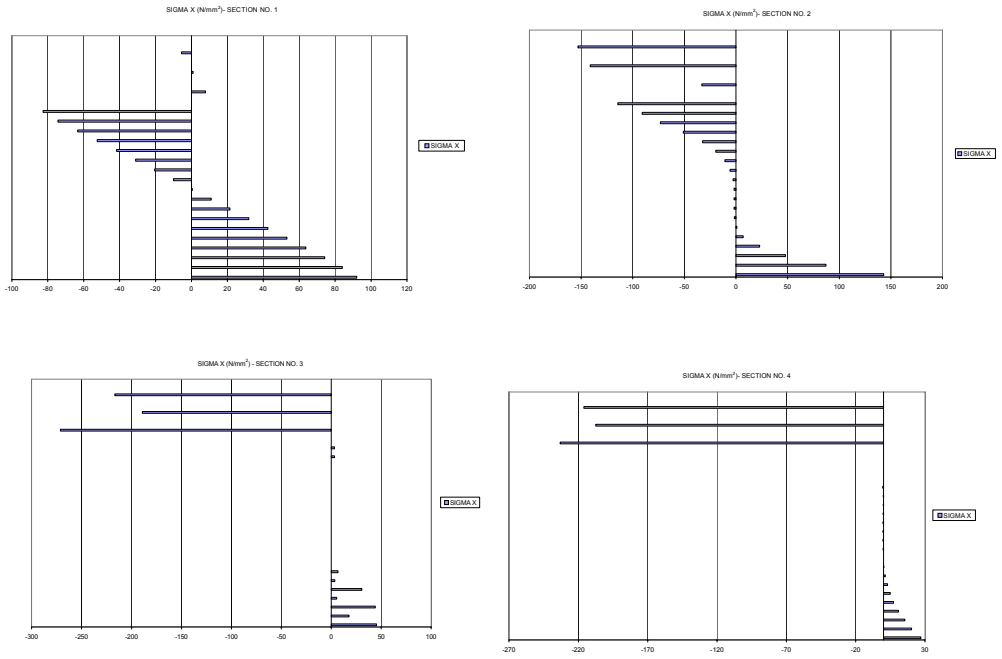 SIGMA X (N/mm²)- SECTION NO. 1
-100 -80 -60 -40 -20 0 20 40 60 80 100 120
SIGMA X
SIGMA X (N/mm²)- SECTION NO. 2
-200 -150 -100 -50 0 50 100 150 200
SIGMA X
SIGMA X (N/mm²) - SECTION NO. 3
-300 -250 -200 -150 -100 -50 0 50 100
SIGMA X
SIGMA X (N/mm²)- SECTION NO. 4
-270 -220 -170 -120 -70 -20 30
SIGMA X